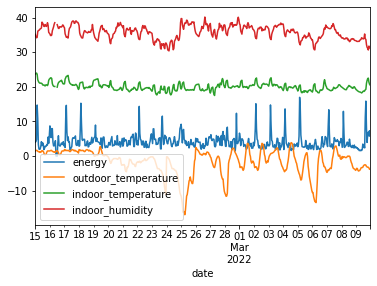 40
30
20
10
0
−10
energy
outdoor_temperature
indoor_temperature
indoor_humidity
15 16 17 18 19 20 21 22 23 24 25 26 27 28 01 02 03 04 05 06 07 08 09
Mar
2022
date